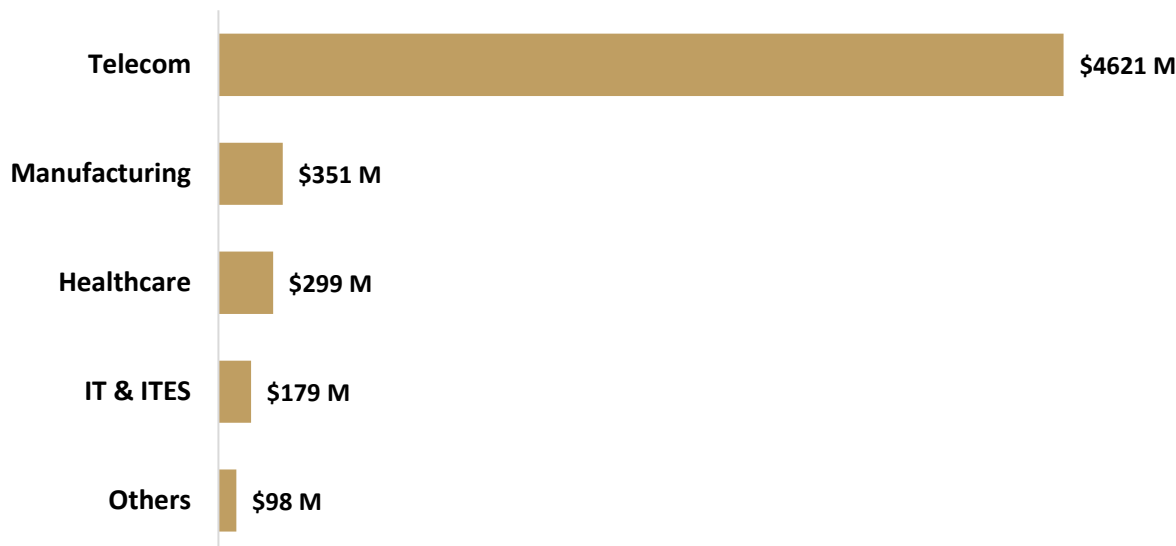 Telecom $4621 M
Manufacturing $351 M
Healthcare $299 M
IT & ITES $179 M
Others $98 M